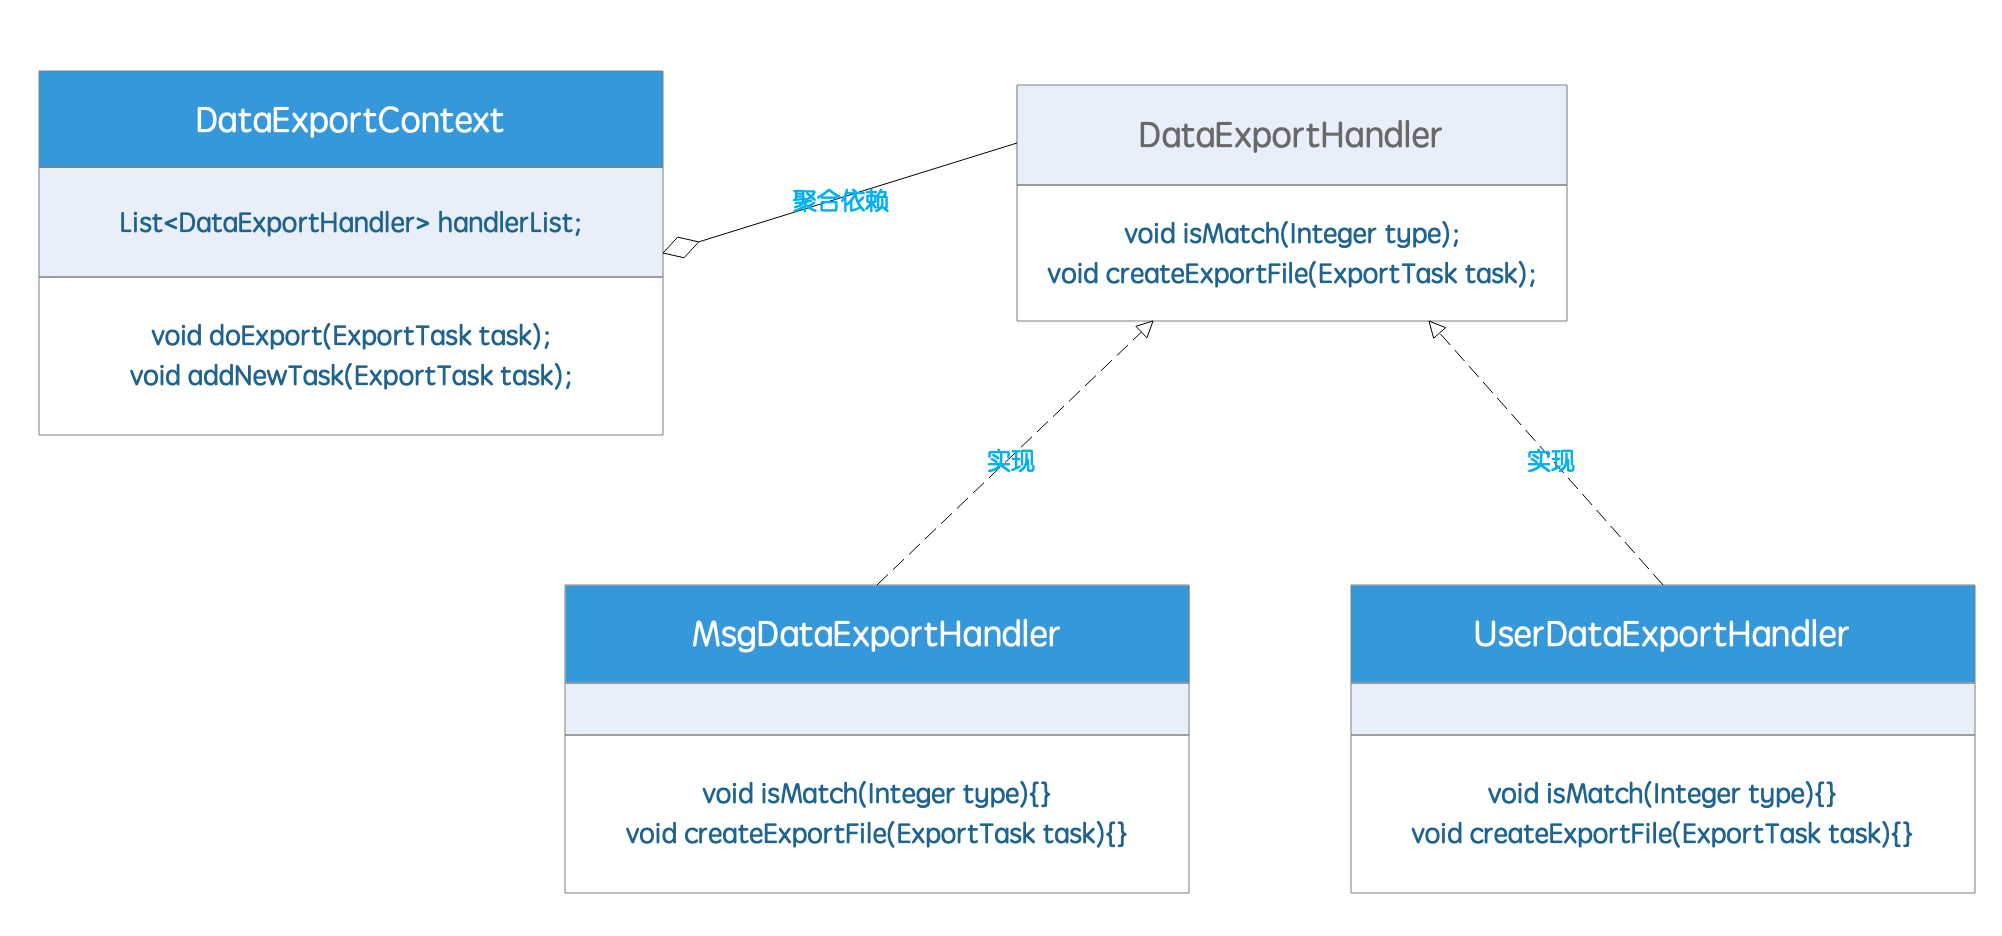 DataExportContext
List<DataExportHandler> handlerList;
void doExport(ExportTask task);
void addNewTask(ExportTask task);
聚合依赖
DataExportHandler
void isMatch(Integer type);
void createExportFile(ExportTask task);
实现
实现
MsgDataExportHandler
void isMatch(Integer type){}
void createExportFile(ExportTask task){}
UserDataExportHandler
void isMatch(Integer type){}
void createExportFile(ExportTask task){}